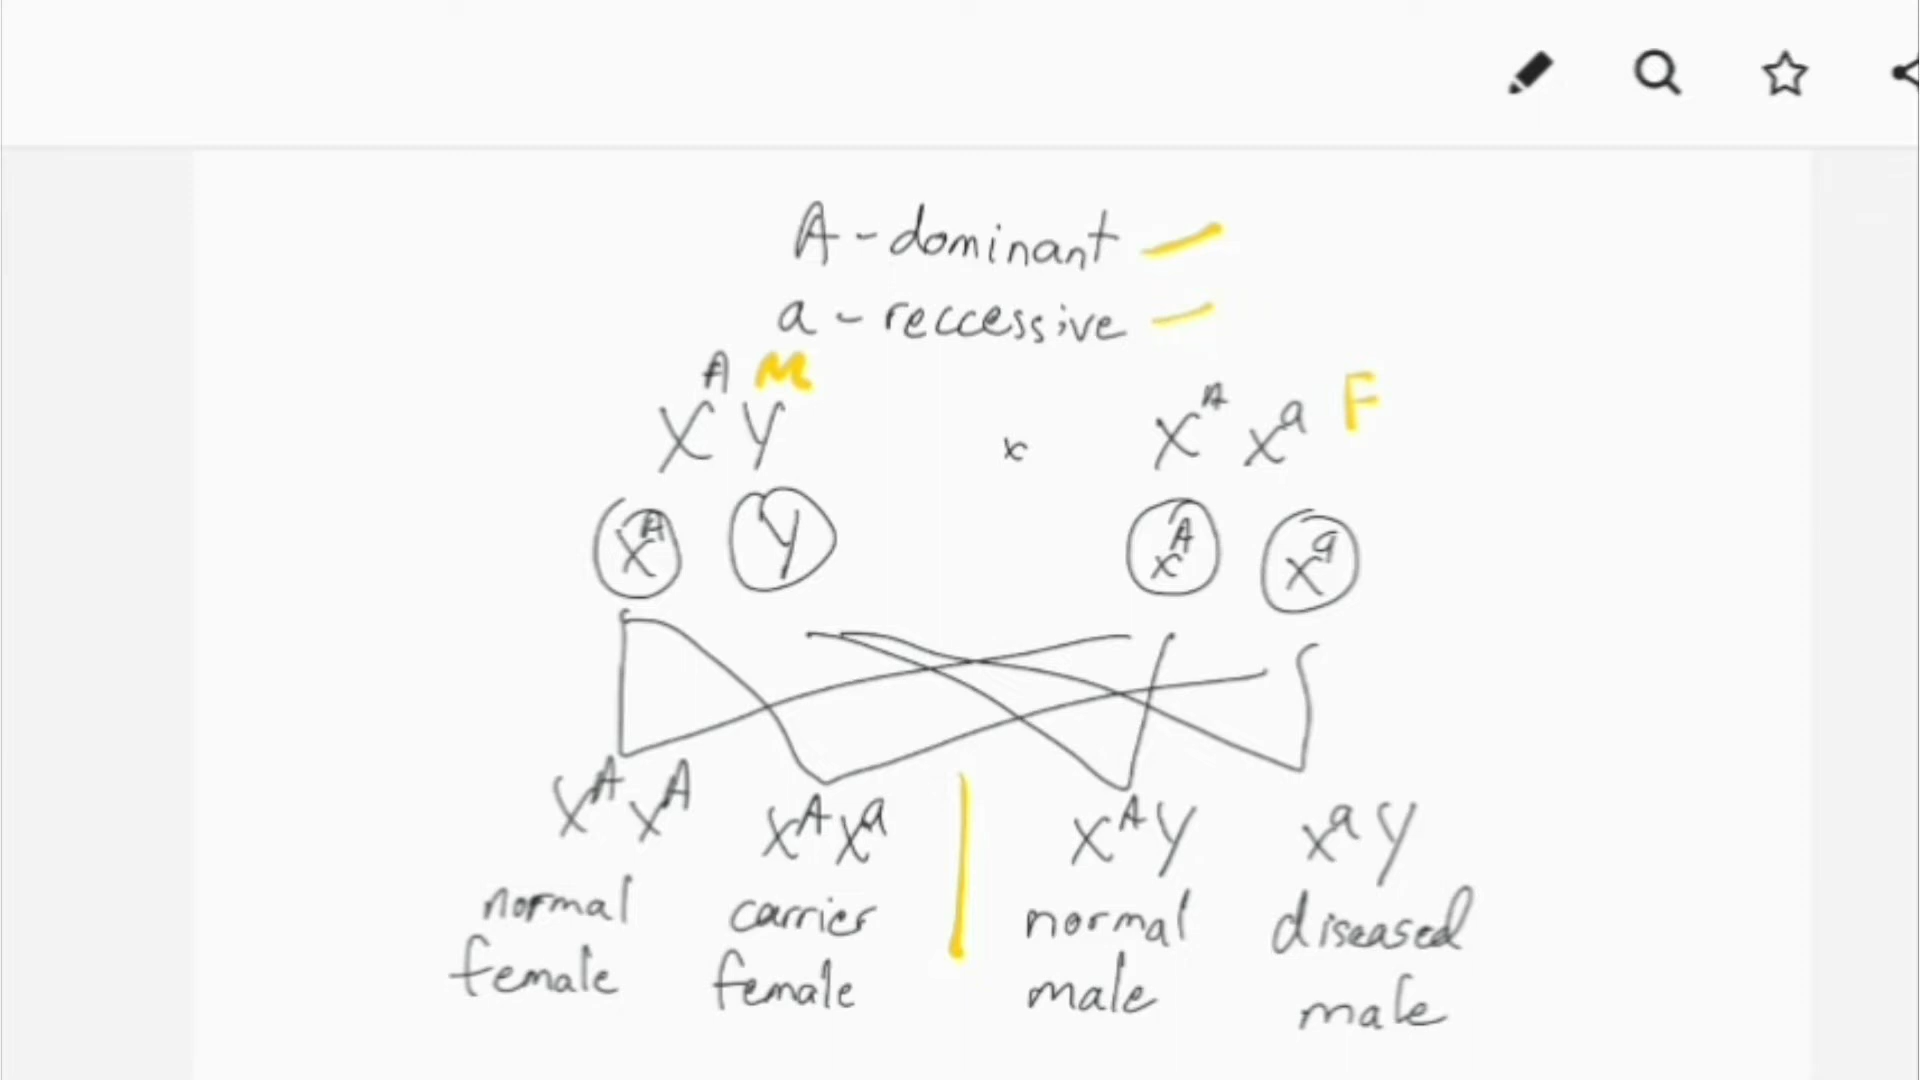 A - dominant
a - reccessive
X^A Y M x X^A X^a F
X^A Y X^A X^a
X^A X^A X^A X^a X^A Y X^a Y
normal female carrier female normal male diseased male